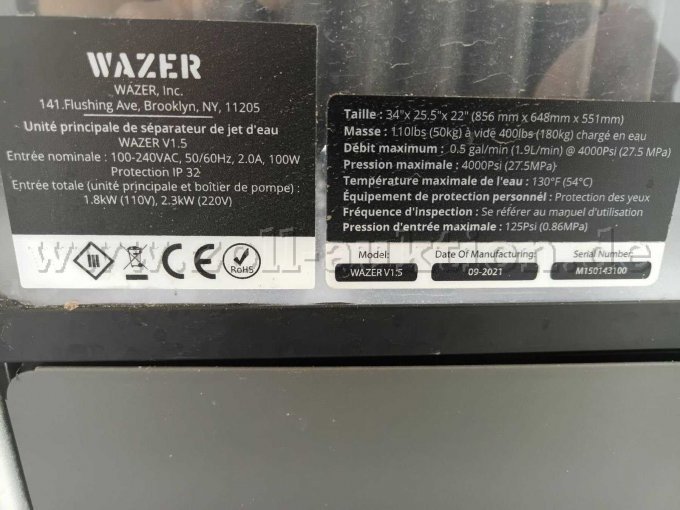 WAZER
WAZER, Inc.
141.Flushing Ave, Brooklyn, NY, 11205
Unité principale de séparateur de jet d'eau
WAZER V1.5
Entrée nominale : 100-240VAC, 50/60Hz, 2.0A, 100W
Protection IP 32
Entrée totale (unité principale et boîtier de pompe) :
1.8kW (110V), 2.3kW (220V)
III
CE
RoHS
Taille : 34"x 25.5"x 22" (856 mm x 648mm x 551mm)
Masse : 110lbs (50kg) à vide 400lbs (180kg) chargé en eau
Débit maximum : 0.5 gal/min (1.9L/min) @ 4000Psi (27.5 MPa)
Pression maximale : 4000Psi (27.5MPa)
Température maximale de l'eau : 130°F (54°C)
Équipement de protection personnel : Protection des yeux
Fréquence d'inspection : Se référer au manuel d'utilisation
Pression d'entrée maximale : 125Psi (0.86MPa)
Model: Date Of Manufacturing: Serial Number:
WAZER V1.5 09-2021 M150143100
www.zoll-auktion.de